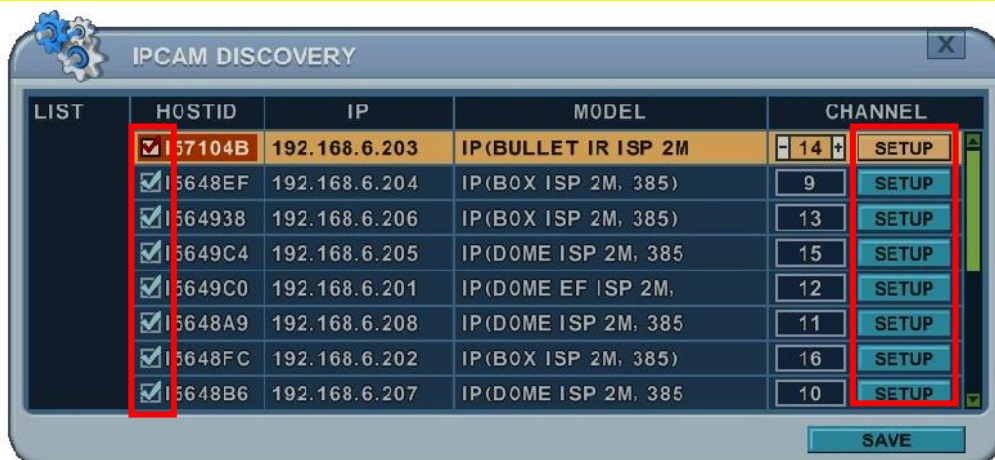 IPCAM DISCOVERY X
LIST HOSTID IP MODEL CHANNEL
I57104B 192.168.6.203 IP(BULLET IR ISP 2M - 14 + SETUP
I5648EF 192.168.6.204 IP(BOX ISP 2M, 385) 9 SETUP
I564938 192.168.6.206 IP(BOX ISP 2M, 385) 13 SETUP
I5649C4 192.168.6.205 IP(DOME ISP 2M, 385 15 SETUP
I5649C0 192.168.6.201 IP(DOME EF ISP 2M, 12 SETUP
I5648A9 192.168.6.208 IP(DOME ISP 2M, 385 11 SETUP
I5648FC 192.168.6.202 IP(BOX ISP 2M, 385) 16 SETUP
I5648B6 192.168.6.207 IP(DOME ISP 2M, 385 10 SETUP
SAVE